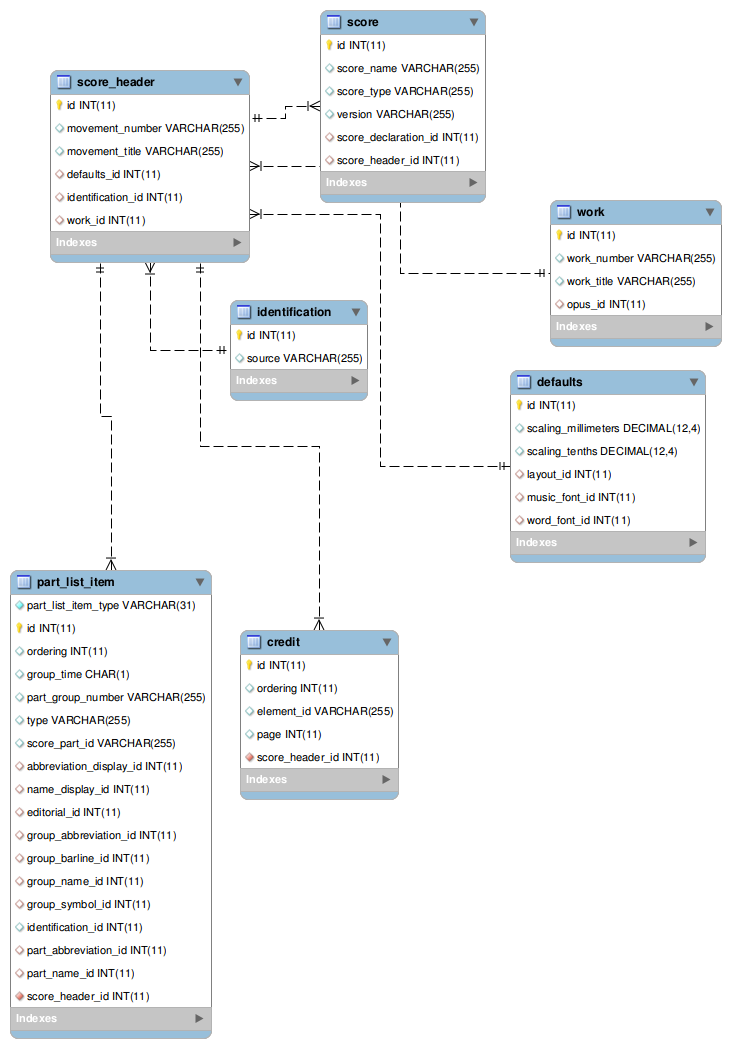 score
id INT(11)
score_name VARCHAR(255)
score_type VARCHAR(255)
version VARCHAR(255)
score_declaration_id INT(11)
score_header_id INT(11)
Indexes
score_header
id INT(11)
movement_number VARCHAR(255)
movement_title VARCHAR(255)
defaults_id INT(11)
identification_id INT(11)
work_id INT(11)
Indexes
work
id INT(11)
work_number VARCHAR(255)
work_title VARCHAR(255)
opus_id INT(11)
Indexes
identification
id INT(11)
source VARCHAR(255)
Indexes
defaults
id INT(11)
scaling_millimeters DECIMAL(12,4)
scaling_tenths DECIMAL(12,4)
layout_id INT(11)
music_font_id INT(11)
word_font_id INT(11)
Indexes
part_list_item
part_list_item_type VARCHAR(31)
id INT(11)
ordering INT(11)
group_time CHAR(1)
part_group_number VARCHAR(255)
type VARCHAR(255)
score_part_id VARCHAR(255)
abbreviation_display_id INT(11)
name_display_id INT(11)
editorial_id INT(11)
group_abbreviation_id INT(11)
group_barline_id INT(11)
group_name_id INT(11)
group_symbol_id INT(11)
identification_id INT(11)
part_abbreviation_id INT(11)
part_name_id INT(11)
score_header_id INT(11)
Indexes
credit
id INT(11)
ordering INT(11)
element_id VARCHAR(255)
page INT(11)
score_header_id INT(11)
Indexes